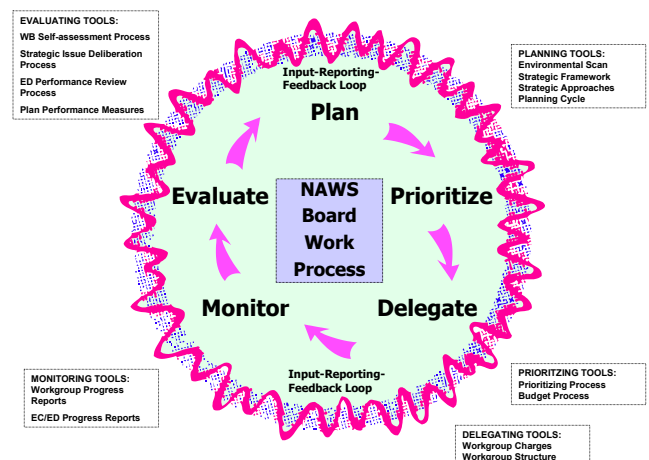 EVALUATING TOOLS:
WB Self-assessment Process
Strategic Issue Deliberation
Process
ED Performance Review
Process
Plan Performance Measures
PLANNING TOOLS:
Environmental Scan
Strategic Framework
Strategic Approaches
Planning Cycle
Input-Reporting-
Feedback Loop
Plan
Evaluate
Prioritize
NAWS
Board
Work
Process
Monitor
Delegate
Input-Reporting-
Feedback Loop
MONITORING TOOLS:
Workgroup Progress
Reports
EC/ED Progress Reports
PRIORITZING TOOLS:
Prioritizing Process
Budget Process
DELEGATING TOOLS:
Workgroup Charges
Workgroup Structure